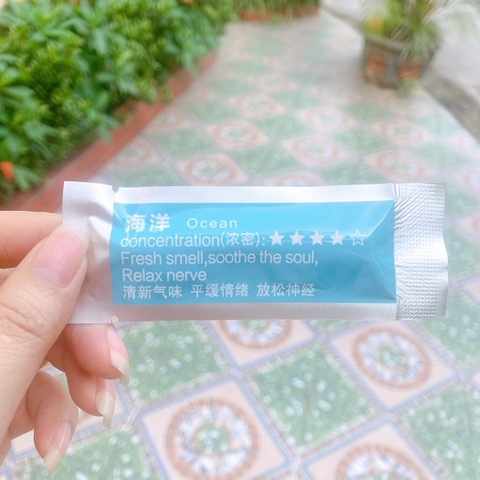 海洋 Ocean
concentration(浓密):★★★★☆
Fresh smell,soothe the soul,
Relax nerve
清新气味 平缓情绪 放松神经